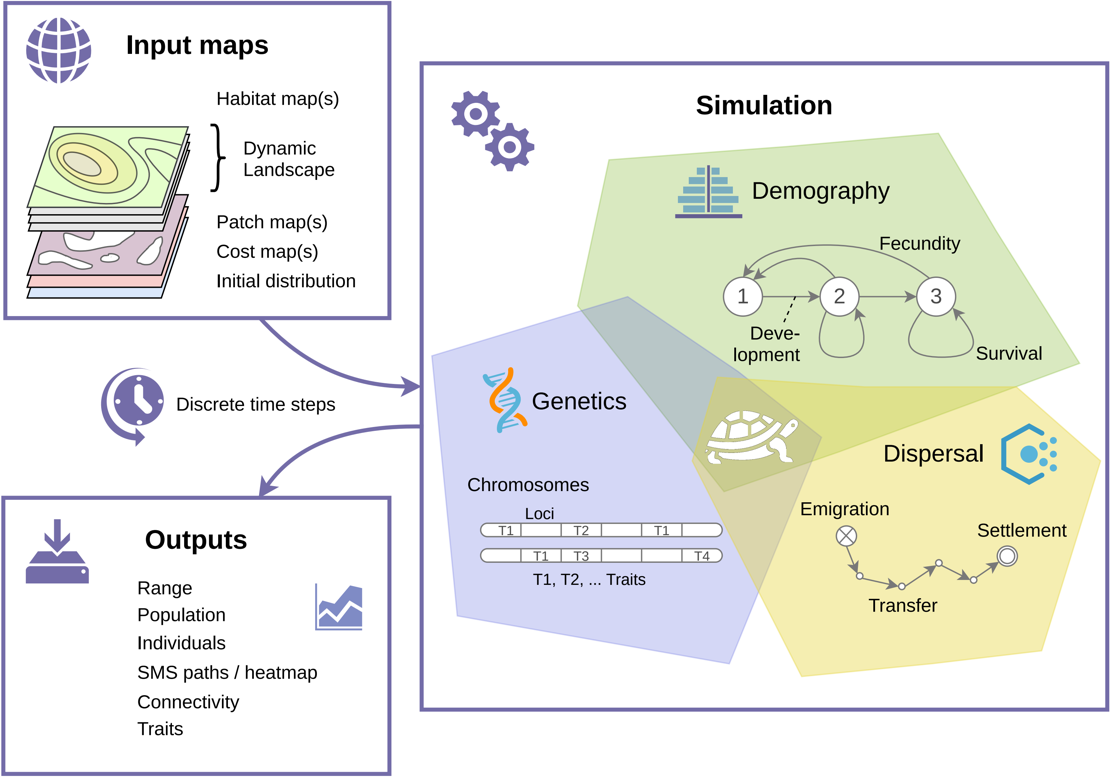 Input maps
Habitat map(s)
Dynamic
Landscape
Patch map(s)
Cost map(s)
Initial distribution
Discrete time steps
Outputs
Range
Population
Individuals
SMS paths / heatmap
Connectivity
Traits
Simulation
Demography
Fecundity
1
2
3
Deve-
lopment
Survival
Genetics
Chromosomes
Loci
T1 T2 T1
T1 T3 T4
T1, T2, ... Traits
Dispersal
Emigration
Settlement
Transfer